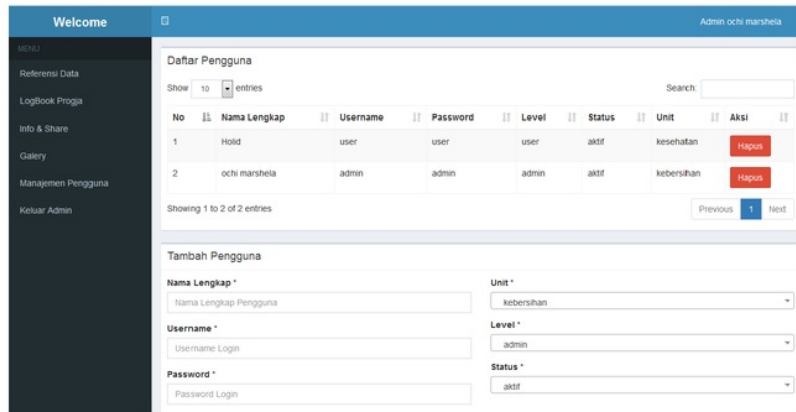 Welcome
Admin ochi marshela
MENU
Referensi Data
LogBook Progja
Info & Share
Galery
Manajemen Pengguna
Keluar Admin
Daftar Pengguna
Show 10 entries Search:
No Nama Lengkap Username Password Level Status Unit Aksi
1 Holid user user user aktif kesehatan Hapus
2 ochi marshela admin admin admin aktif kebersihan Hapus
Showing 1 to 2 of 2 entries Previous 1 Next
Tambah Pengguna
Nama Lengkap * Unit *
Nama Lengkap Pengguna kebersihan
Username * Level *
Username Login admin
Password * Status *
Password Login aktif